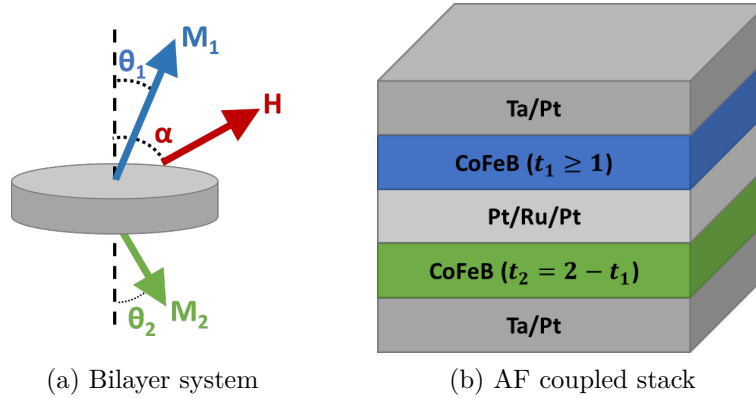 θ₁
M₁
H
α
M₂
θ₂
(a) Bilayer system
Ta/Pt
CoFeB (t₁ ≥ 1)
Pt/Ru/Pt
CoFeB (t₂ = 2 − t₁)
Ta/Pt
(b) AF coupled stack